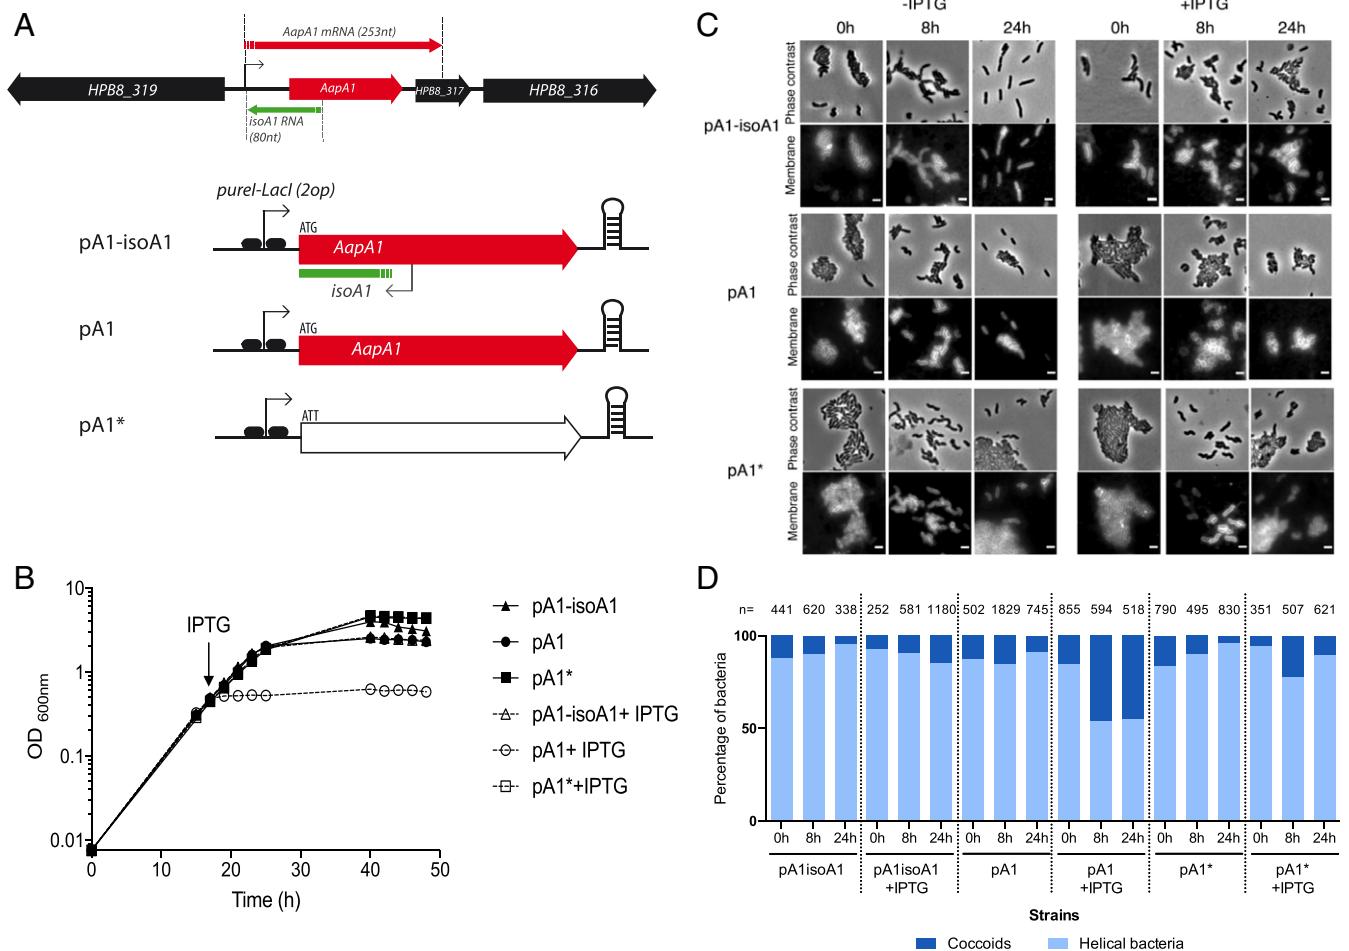 A
AapA1 mRNA (253nt)
HPB8_319
AapA1
HPB8_317
HPB8_316
isoA1 RNA
(80nt)
pureI-LacI (2op)
pA1-isoA1
ATG
AapA1
isoA1
pA1
ATG
AapA1
pA1*
ATT
B
10
1
0.1
0.01
OD 600nm
IPTG
0
10
20
30
40
50
Time (h)
pA1-isoA1
pA1
pA1*
pA1-isoA1+ IPTG
pA1+ IPTG
pA1*+IPTG
C
-IPTG
+IPTG
0h
8h
24h
0h
8h
24h
pA1-isoA1
Phase contrast
Membrane
pA1
Phase contrast
Membrane
pA1*
Phase contrast
Membrane
D
n= 441 620 338 252 581 1180 502 1829 745 855 594 518 790 495 830 351 507 621
100
50
0
Percentage of bacteria
0h 8h 24h 0h 8h 24h 0h 8h 24h 0h 8h 24h 0h 8h 24h 0h 8h 24h
pA1isoA1
pA1isoA1
+IPTG
pA1
pA1
+IPTG
pA1*
pA1*
+IPTG
Strains
Coccoids
Helical bacteria